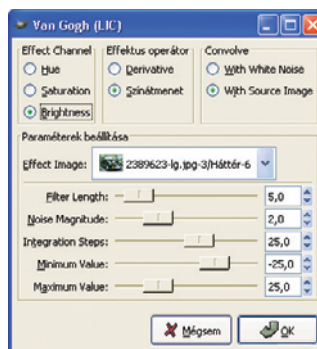 Van Gogh (LIC)
Effect Channel
Hue
Saturation
Brightness
Effektus operátor
Derivative
Színátmenet
Convolve
With White Noise
With Source Image
Paraméterek beállítása
Effect Image: 2389623-lg.jpg-3/Háttér-6
Filter Length: 5,0
Noise Magnitude: 2,0
Integration Steps: 25,0
Minimum Value: -25,0
Maximum Value: 25,0
Mégsem OK